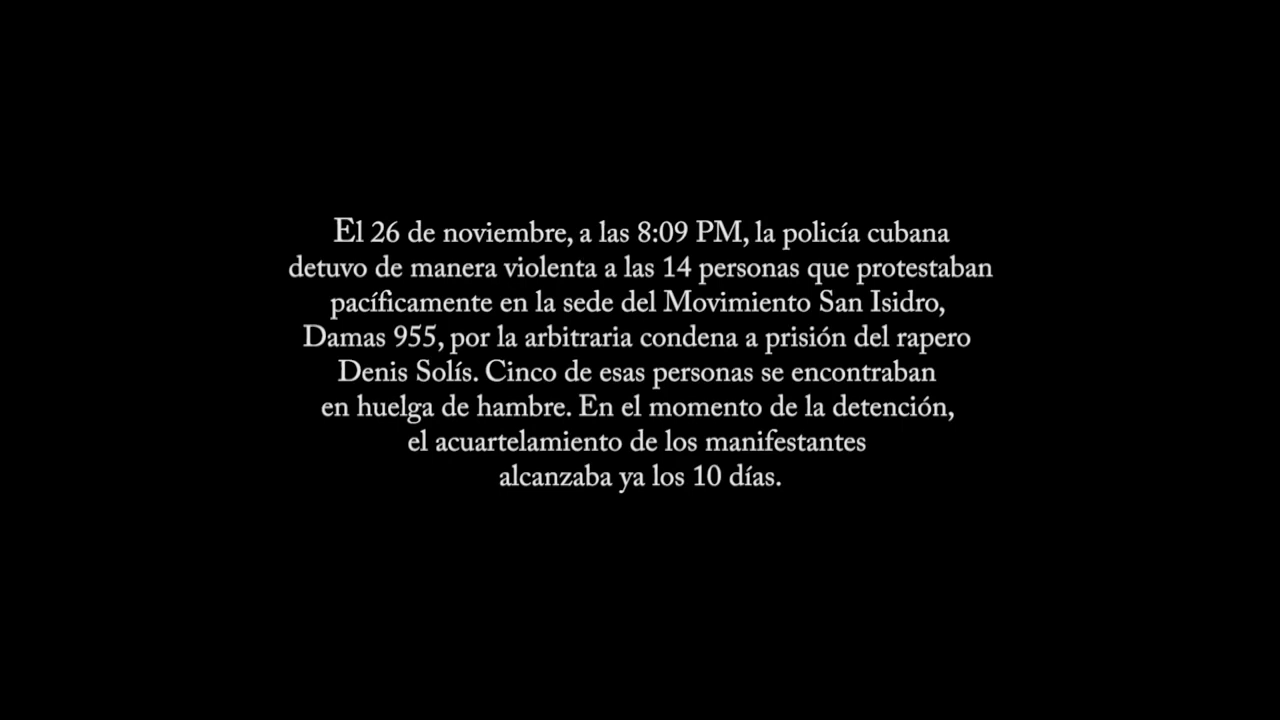 El 26 de noviembre, a las 8:09 PM, la policía cubana
detuvo de manera violenta a las 14 personas que protestaban
pacíficamente en la sede del Movimiento San Isidro,
Damas 955, por la arbitraria condena a prisión del rapero
Denis Solís. Cinco de esas personas se encontraban
en huelga de hambre. En el momento de la detención,
el acuartelamiento de los manifestantes
alcanzaba ya los 10 días.